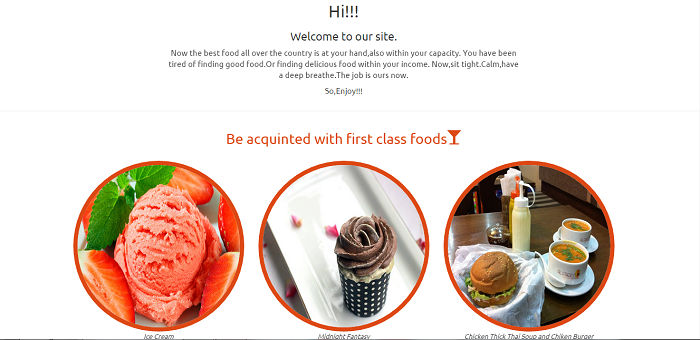 Hi!!!
Welcome to our site.
Now the best food all over the country is at your hand,also within your capacity. You have been
tired of finding good food.Or finding delicious food within your income. Now,sit tight.Calm,have
a deep breathe.The job is ours now.
So,Enjoy!!!
Be acquinted with first class foods
Ice Cream
Midnight Fantasy
Chicken Thick Thai Soup and Chiken Burger